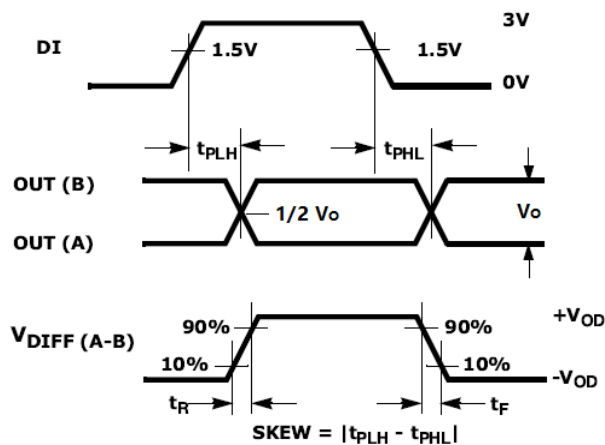 3V
DI
1.5V
1.5V
0V
tPLH
tPHL
OUT (B)
1/2 Vo
Vo
OUT (A)
VDIFF (A-B)
90%
90%
+VOD
10%
10%
-VOD
tR
tF
SKEW = |tPLH - tPHL|